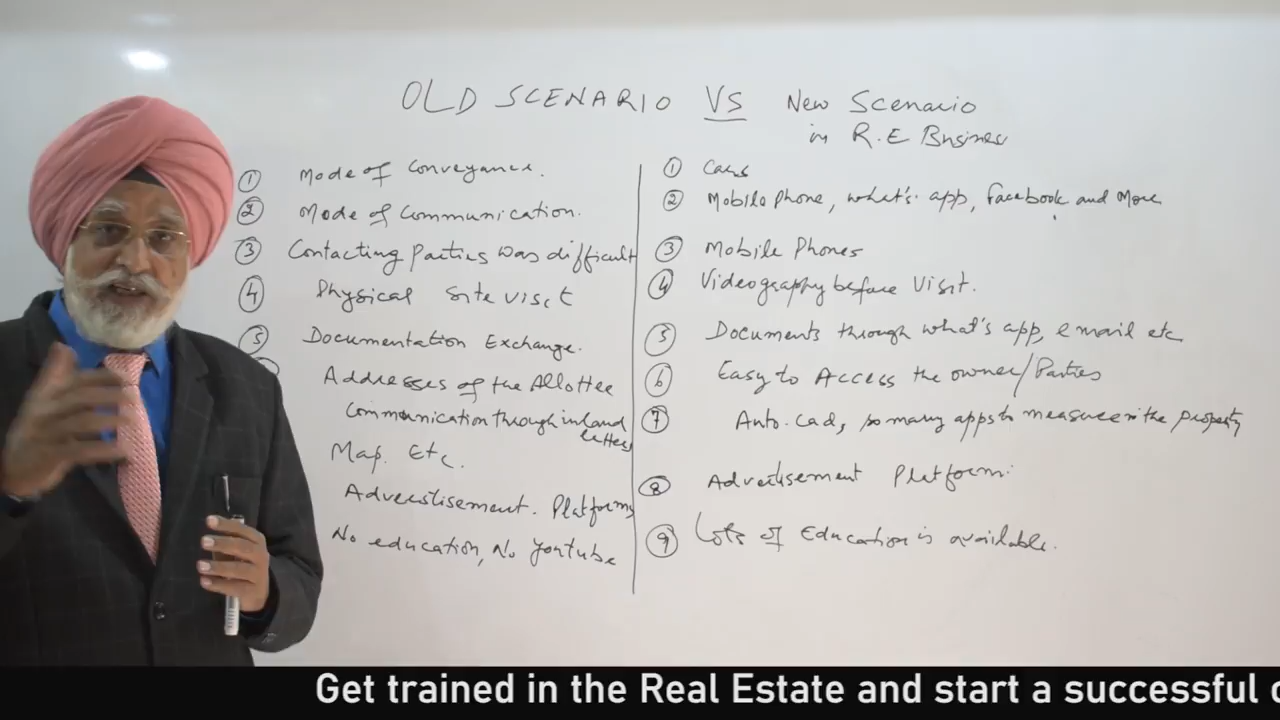 OLD SCENARIO VS New Scenario
in R.E Business
① Mode of Conveyance.
② Mode of Communication.
③ Contacting Parties was difficult
④ Physical Site visit
⑤ Documentation Exchange.
Addresses of the Allottee
Communication through inland
letters
Map. Etc.
Advertisement. Platforms
No education, No Youtube
① Cars
② Mobile phone, what's app, facebook and More
③ Mobile Phones
④ Videography before Visit.
⑤ Documents through what's app, email etc
⑥ Easy to Access the owner/Parties
⑦ Auto. Cad, so many apps to measure the property
⑧ Advertisement Platform
⑨ Lots of Education is available.
Get trained in the Real Estate and start a successful